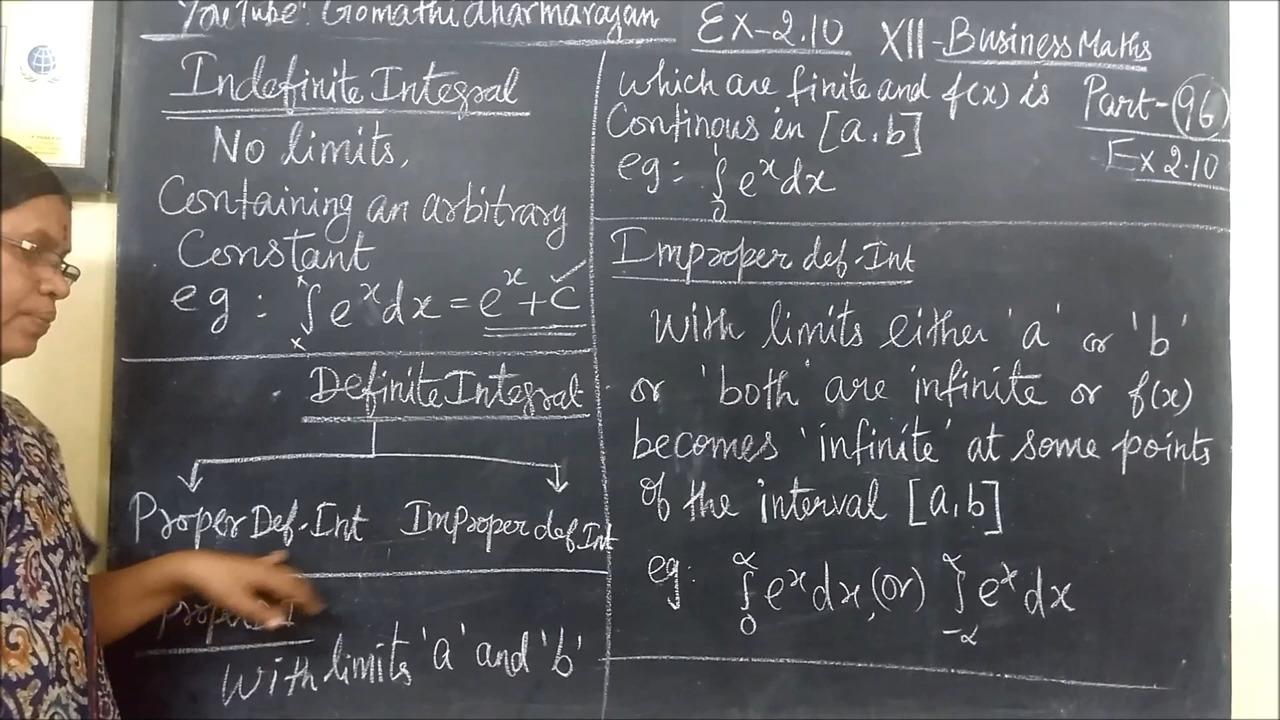 YouTube: Gomathi dharmarajan
Ex-2.10 XII-Business Maths
Part-96
Ex 2.10
Indefinite Integral
No limits,
Containing an arbitrary
Constant
eg : ∫ e^x dx = e^x + c
Definite Integral
Proper Def.Int Improper def Int
Proper I
With limits 'a' and 'b'
which are finite and f(x) is
Continous in [a,b]
eg: ∫₀¹ e^x dx
Improper def.Int
With limits either 'a' or 'b'
or 'both' are infinite or f(x)
becomes 'infinite' at some points
of the interval [a,b]
eg: ∫₀^∝ e^x dx, (or) ∫₋∝^∝ e^x dx